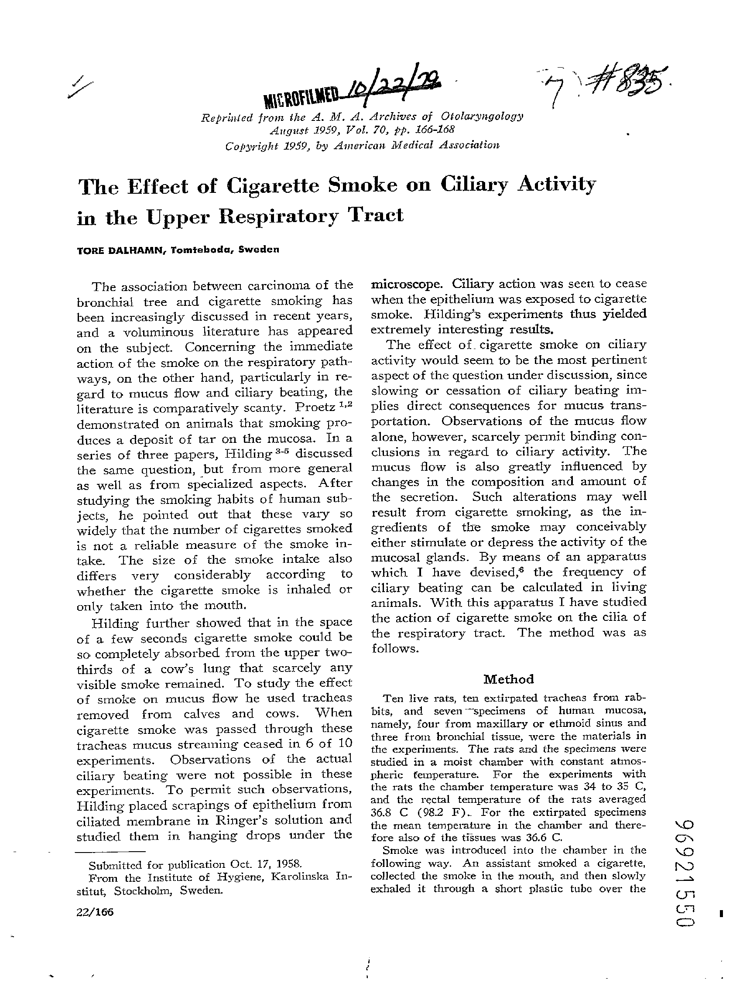 MICROFILMED 10/22/79
7) #835
Reprinted from the A. M. A. Archives of Otolaryngology
August 1959, Vol. 70, pp. 166-168
Copyright 1959, by American Medical Association
The Effect of Cigarette Smoke on Ciliary Activity
in the Upper Respiratory Tract
TORE DALHAMN, Tomteboda, Sweden
The association between carcinoma of the
bronchial tree and cigarette smoking has
been increasingly discussed in recent years,
and a voluminous literature has appeared
on the subject. Concerning the immediate
action of the smoke on the respiratory path-
ways, on the other hand, particularly in re-
gard to mucus flow and ciliary beating, the
literature is comparatively scanty. Proetz 1,2
demonstrated on animals that smoking pro-
duces a deposit of tar on the mucosa. In a
series of three papers, Hilding 3-5 discussed
the same question, but from more general
as well as from specialized aspects. After
studying the smoking habits of human sub-
jects, he pointed out that these vary so
widely that the number of cigarettes smoked
is not a reliable measure of the smoke in-
take. The size of the smoke intake also
differs very considerably according to
whether the cigarette smoke is inhaled or
only taken into the mouth.
Hilding further showed that in the space
of a few seconds cigarette smoke could be
so completely absorbed from the upper two-
thirds of a cow's lung that scarcely any
visible smoke remained. To study the effect
of smoke on mucus flow he used tracheas
removed from calves and cows. When
cigarette smoke was passed through these
tracheas mucus streaming ceased in 6 of 10
experiments. Observations of the actual
ciliary beating were not possible in these
experiments. To permit such observations,
Hilding placed scrapings of epithelium from
ciliated membrane in Ringer's solution and
studied them in hanging drops under the
Submitted for publication Oct. 17, 1958.
From the Institute of Hygiene, Karolinska In-
stitut, Stockholm, Sweden.
22/166
microscope. Ciliary action was seen to cease
when the epithelium was exposed to cigarette
smoke. Hilding's experiments thus yielded
extremely interesting results.
The effect of cigarette smoke on ciliary
activity would seem to be the most pertinent
aspect of the question under discussion, since
slowing or cessation of ciliary beating im-
plies direct consequences for mucus trans-
portation. Observations of the mucus flow
alone, however, scarcely permit binding con-
clusions in regard to ciliary activity. The
mucus flow is also greatly influenced by
changes in the composition and amount of
the secretion. Such alterations may well
result from cigarette smoking, as the in-
gredients of the smoke may conceivably
either stimulate or depress the activity of the
mucosal glands. By means of an apparatus
which I have devised,6 the frequency of
ciliary beating can be calculated in living
animals. With this apparatus I have studied
the action of cigarette smoke on the cilia of
the respiratory tract. The method was as
follows.
Method
Ten live rats, ten extirpated tracheas from rab-
bits, and seven specimens of human mucosa,
namely, four from maxillary or ethmoid sinus and
three from bronchial tissue, were the materials in
the experiments. The rats and the specimens were
studied in a moist chamber with constant atmos-
pheric temperature. For the experiments with
the rats the chamber temperature was 34 to 35 C,
and the rectal temperature of the rats averaged
36.8 C (98.2 F). For the extirpated specimens
the mean temperature in the chamber and there-
fore also of the tissues was 36.6 C.
Smoke was introduced into the chamber in the
following way. An assistant smoked a cigarette,
collected the smoke in the mouth, and then slowly
exhaled it through a short plastic tube over the
96921550